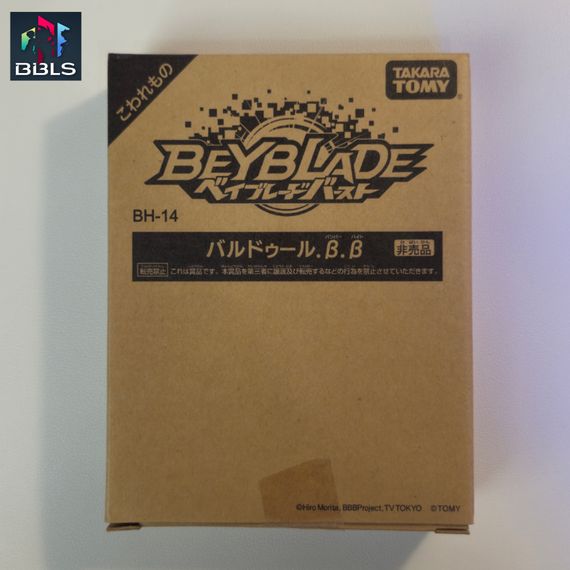 BBLS
こわれもの
TAKARA
TOMY
BEYBLADE
ベイブレードバースト
BH-14
バルドゥール.β.β
非売品
転売禁止 これは賞品です。本賞品を第三者に譲渡及び転売するなどの行為を禁止させていただきます。
©Hiro Morita, BBBProject, TV TOKYO ©TOMY